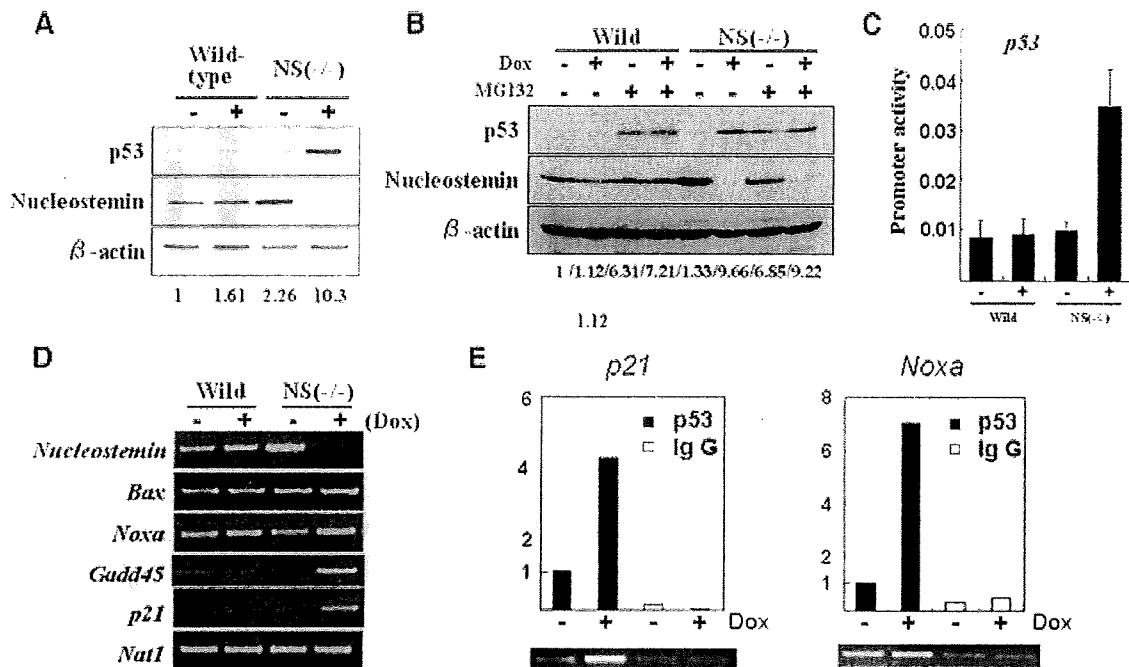 A
Wild-
type
NS(-/-)
- + - +
p53
Nucleostemin
β-actin
1 1.61 2.26 10.3
B
Wild NS(-/-)
Dox - + - + - + - +
MG132 - - + + - - + +
p53
Nucleostemin
β-actin
1 /1.12/6.31/7.21/1.33/9.66/6.85/9.22
1.12
C
p53
Promoter activity
0.05
0.04
0.03
0.02
0.01
- + - +
Wild NS(-/-)
D
Wild NS(-/-)
- + - + (Dox)
Nucleostemin
Bax
Noxa
Gadd45
p21
Nat1
E
p21
6
4
2
1
p53
Ig G
- + - + Dox
Noxa
8
6
4
2
1
p53
Ig G
- + - + Dox